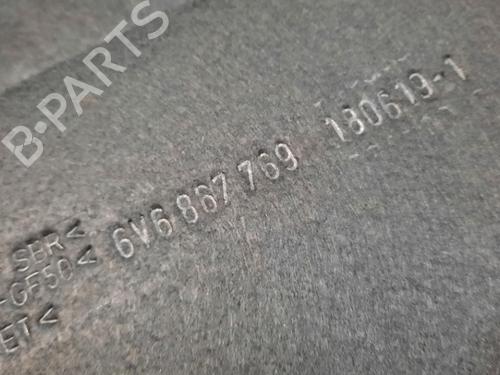 B-PARTS
6V6 867 769 180619-1
SBR<
-GF50<
ET<